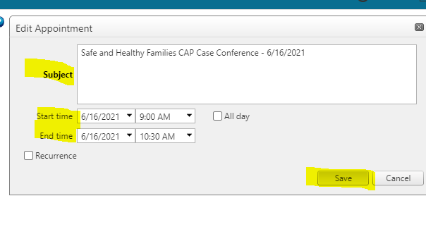 Edit Appointment
Subject Safe and Healthy Families CAP Case Conference - 6/16/2021
Start time 6/16/2021 9:00 AM All day
End time 6/16/2021 10:30 AM
Recurrence
Save Cancel